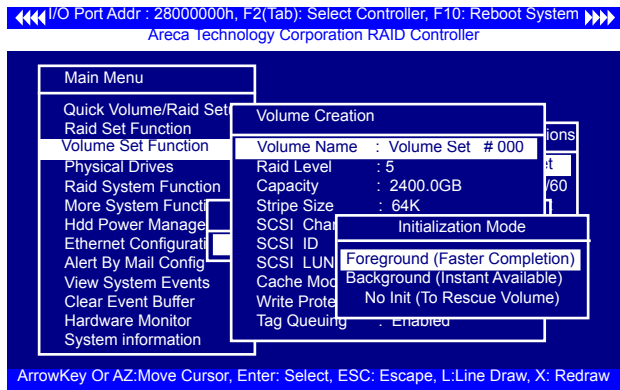 I/O Port Addr : 28000000h, F2(Tab): Select Controller, F10: Reboot System
Areca Technology Corporation RAID Controller
Main Menu
Quick Volume/Raid Set
Raid Set Function
Volume Set Function
Physical Drives
Raid System Function
More System Functi
Hdd Power Manage
Ethernet Configurati
Alert By Mail Config
View System Events
Clear Event Buffer
Hardware Monitor
System information
Volume Creation
Volume Name : Volume Set # 000
Raid Level : 5
Capacity : 2400.0GB
Stripe Size : 64K
SCSI Chan
SCSI ID
SCSI LUN
Cache Mod
Write Prote
Tag Queuing : Enabled
ions
et
/60
Initialization Mode
Foreground (Faster Completion)
Background (Instant Available)
No Init (To Rescue Volume)
ArrowKey Or AZ:Move Cursor, Enter: Select, ESC: Escape, L:Line Draw, X: Redraw